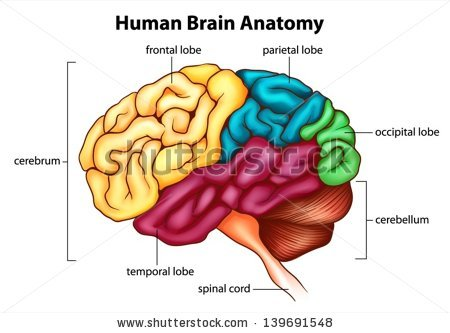 Human Brain Anatomy
frontal lobe
parietal lobe
occipital lobe
cerebrum
cerebellum
temporal lobe
spinal cord
shutterstock
www.shutterstock.com · 139691548